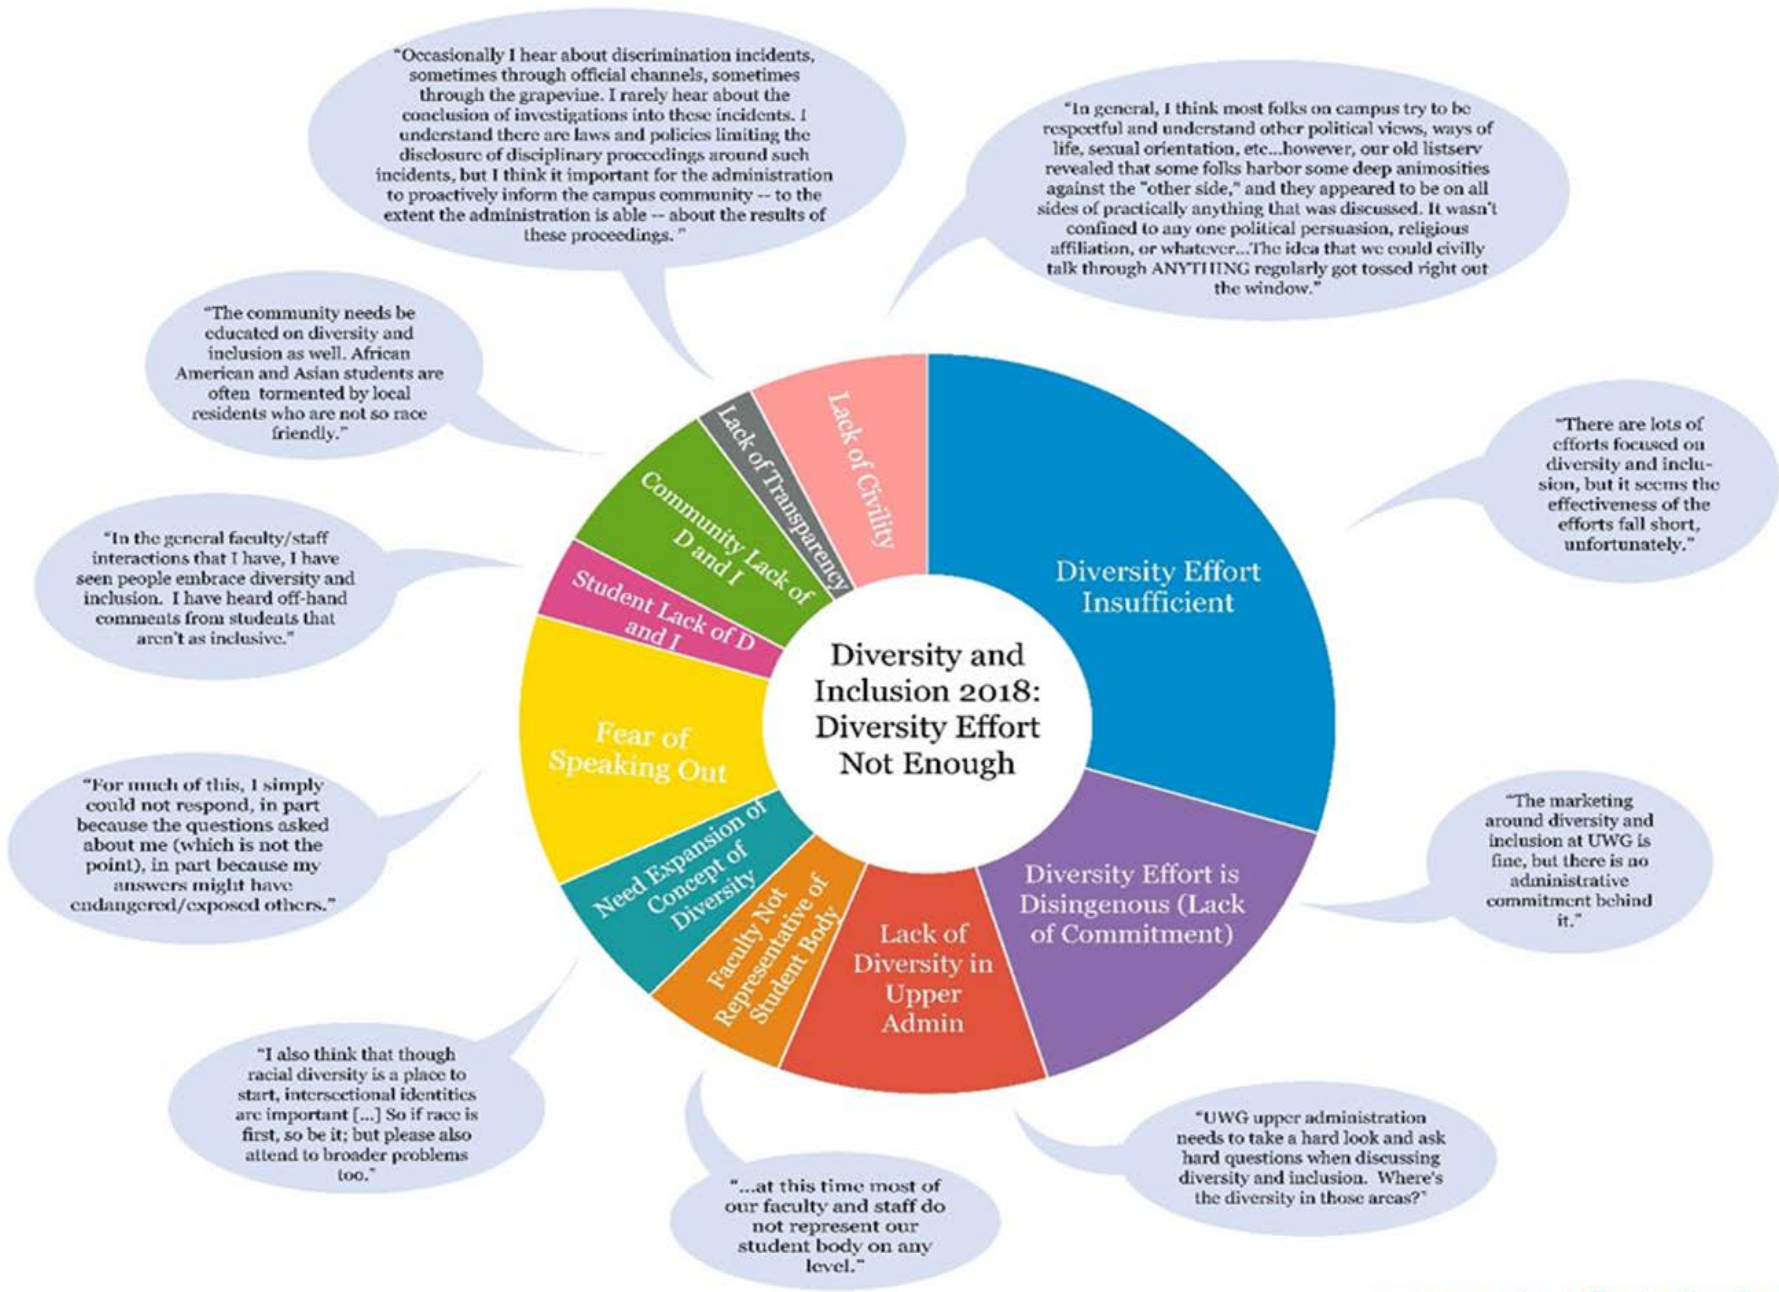 "Occasionally I hear about discrimination incidents,
sometimes through official channels, sometimes
through the grapevine. I rarely hear about the
conclusion of investigations into these incidents. I
understand there are laws and policies limiting the
disclosure of disciplinary proceedings around such
incidents, but I think it important for the administration
to proactively inform the campus community -- to the
extent the administration is able -- about the results of
these proceedings. "
"In general, I think most folks on campus try to be
respectful and understand other political views, ways of
life, sexual orientation, etc...however, our old listserv
revealed that some folks harbor some deep animosities
against the "other side," and they appeared to be on all
sides of practically anything that was discussed. It wasn't
confined to any one political persuasion, religious
affiliation, or whatever...The idea that we could civilly
talk through ANYTHING regularly got tossed right out
the window."
"The community needs be
educated on diversity and
inclusion as well. African
American and Asian students are
often tormented by local
residents who are not so race
friendly."
"There are lots of
efforts focused on
diversity and inclu-
sion, but it seems the
effectiveness of the
efforts fall short,
unfortunately."
"In the general faculty/staff
interactions that I have, I have
seen people embrace diversity and
inclusion. I have heard off-hand
comments from students that
aren't as inclusive."
"For much of this, I simply
could not respond, in part
because the questions asked
about me (which is not the
point), in part because my
answers might have
endangered/exposed others."
"The marketing
around diversity and
inclusion at UWG is
fine, but there is no
administrative
commitment behind
it."
"I also think that though
racial diversity is a place to
start, intersectional identities
are important [...] So if race is
first, so be it; but please also
attend to broader problems
too."
"...at this time most of
our faculty and staff do
not represent our
student body on any
level."
"UWG upper administration
needs to take a hard look and ask
hard questions when discussing
diversity and inclusion. Where's
the diversity in those areas?"
Diversity and
Inclusion 2018:
Diversity Effort
Not Enough
Diversity Effort
Insufficient
Diversity Effort is
Disingenous (Lack
of Commitment)
Lack of
Diversity in
Upper
Admin
Faculty Not
Representative of
Student Body
Need Expansion of
Concept of
Diversity
Fear of
Speaking Out
Student Lack of D
and I
Community Lack of
D and I
Lack of Transparency
Lack of Civility